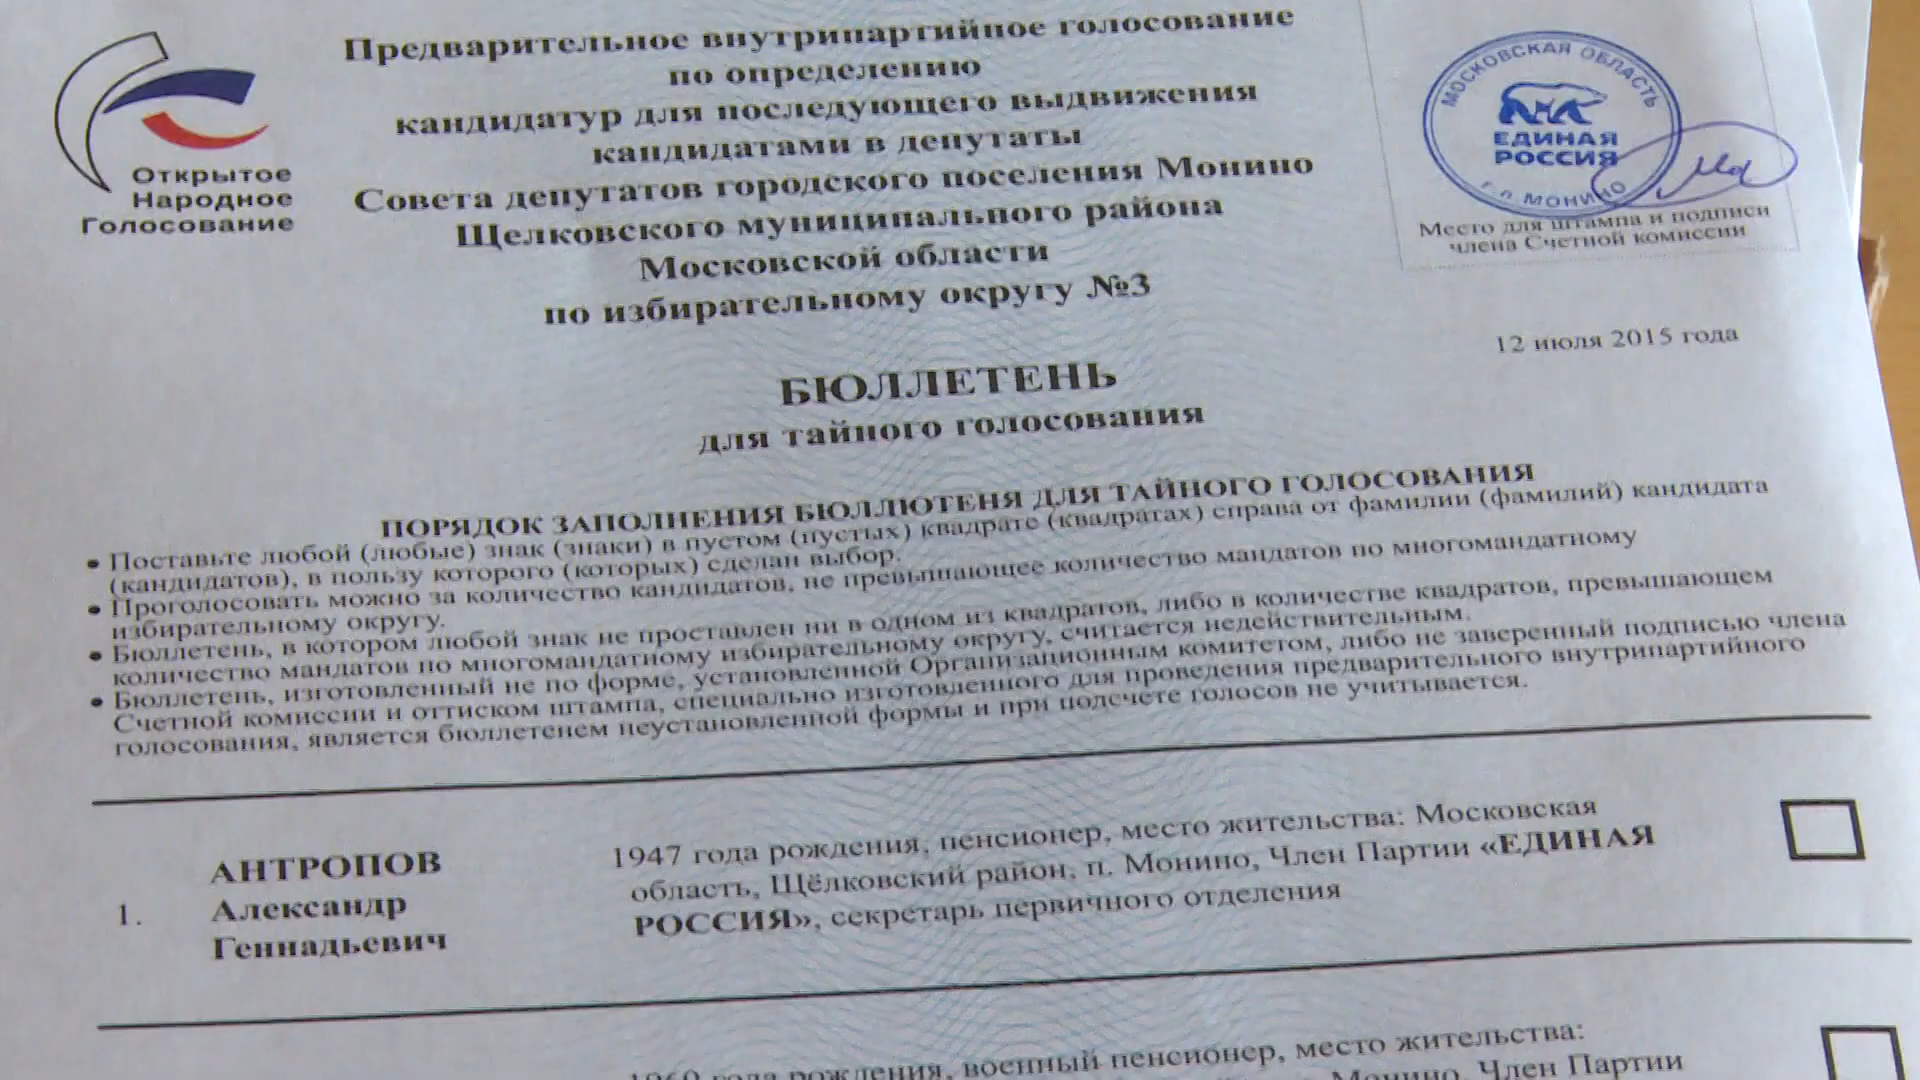 Открытое
Народное
Голосование
Предварительное внутрипартийное голосование
по определению
кандидатур для последующего выдвижения
кандидатами в депутаты
Совета депутатов городского поселения Монино
Щелковского муниципального района
Московской области
по избирательному округу №3
МОСКОВСКАЯ ОБЛАСТЬ
ЕДИНАЯ
РОССИЯ
г.п. МОНИНО
Место для штампа и подписи
члена Счетной комиссии
12 июля 2015 года
БЮЛЛЕТЕНЬ
для тайного голосования
ПОРЯДОК ЗАПОЛНЕНИЯ БЮЛЛЮТЕНЯ ДЛЯ ТАЙНОГО ГОЛОСОВАНИЯ
• Поставьте любой (любые) знак (знаки) в пустом (пустых) квадрате (квадратах) справа от фамилии (фамилий) кандидата
(кандидатов), в пользу которого (которых) сделан выбор.
• Проголосовать можно за количество кандидатов, не превышающее количество мандатов по многомандатному
избирательному округу.
• Бюллетень, в котором любой знак не проставлен ни в одном из квадратов, либо в количестве квадратов, превышающем
количество мандатов по многомандатному избирательному округу, считается недействительным.
• Бюллетень, изготовленный не по форме, установленной Организационным комитетом, либо не заверенный подписью члена
Счетной комиссии и оттиском штампа, специально изготовленного для проведения предварительного внутрипартийного
голосования, является бюллетенем неустановленной формы и при подсчете голосов не учитывается.
1.
АНТРОПОВ
Александр
Геннадьевич
1947 года рождения, пенсионер, место жительства: Московская
область, Щёлковский район, п. Монино, Член Партии «ЕДИНАЯ
РОССИЯ», секретарь первичного отделения
года рождения, военный пенсионер, место жительства:
Монино, Член Партии